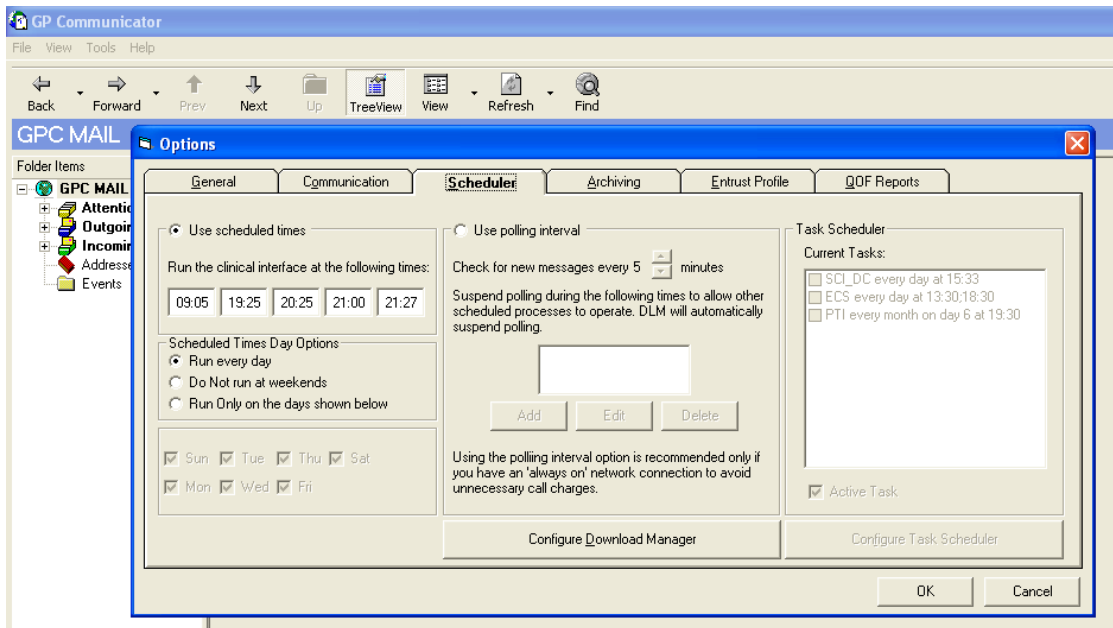 GP Communicator
File View Tools Help
Back Forward Prev Next Up TreeView View Refresh Find
GPC MAIL
Options
Folder Items
GPC MAIL
Attentio
Outgoin
Incomin
Addresse
Events
General Communication Scheduler Archiving Entrust Profile QOF Reports
Use scheduled times
Run the clinical interface at the following times:
09:05 19:25 20:25 21:00 21:27
Scheduled Times Day Options
Run every day
Do Not run at weekends
Run Only on the days shown below
Sun Tue Thu Sat
Mon Wed Fri
Use polling interval
Check for new messages every 5 minutes
Suspend polling during the following times to allow other
scheduled processes to operate. DLM will automatically
suspend polling.
Add Edit Delete
Using the polliing interval option is recommended only if
you have an 'always on' network connection to avoid
unnecessary call charges.
Configure Download Manager
Task Scheduler
Current Tasks:
SCI_DC every day at 15:33
ECS every day at 13:30;18:30
PTI every month on day 6 at 19:30
Active Task
Configure Task Scheduler
OK Cancel